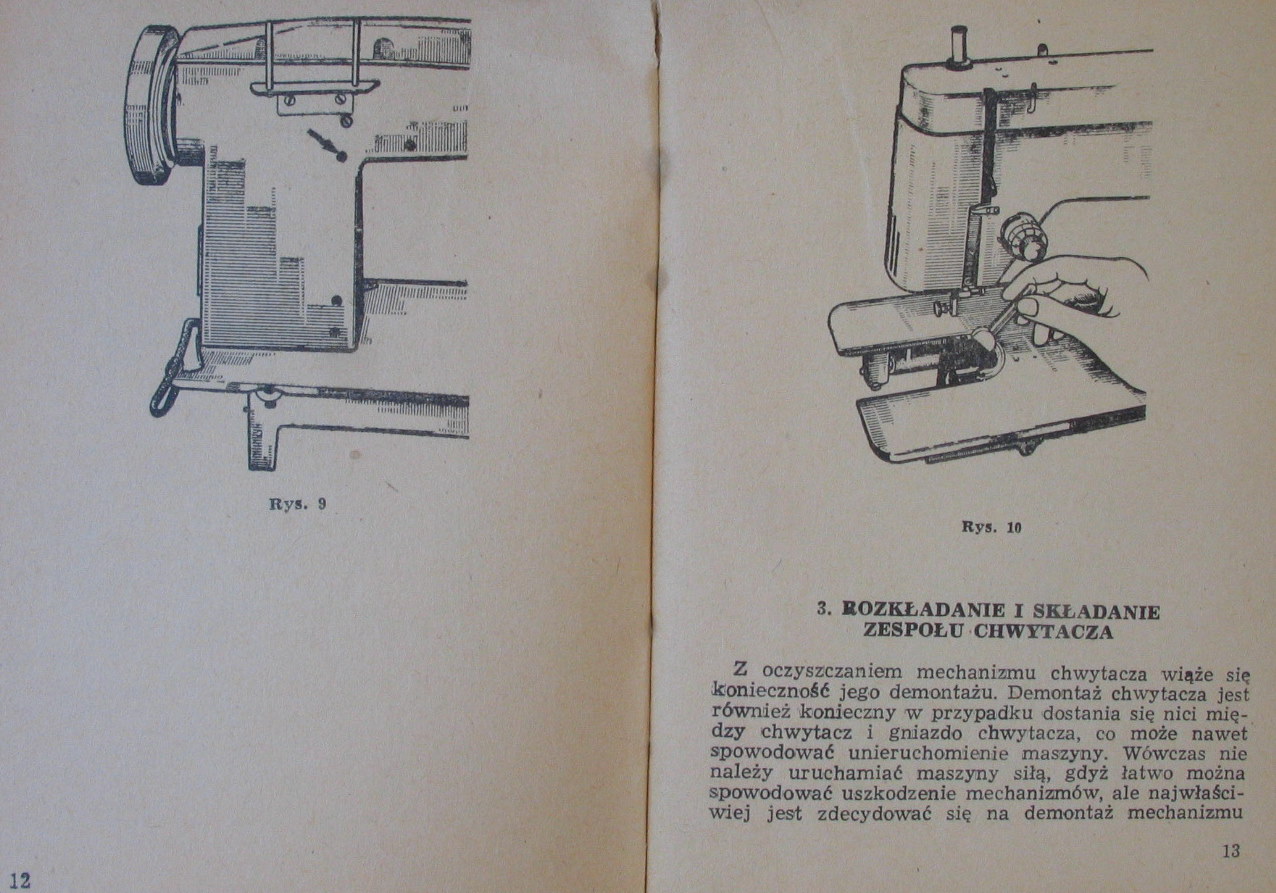 Rys. 9
12
Rys. 10
3. ROZKŁADANIE I SKŁADANIE
ZESPOŁU CHWYTACZA
Z oczyszczaniem mechanizmu chwytacza wiąże się
konieczność jego demontażu. Demontaż chwytacza jest
również konieczny w przypadku dostania się nici mię-
dzy chwytacz i gniazdo chwytacza, co może nawet
spowodować unieruchomienie maszyny. Wówczas nie
należy uruchamiać maszyny siłą, gdyż łatwo można
spowodować uszkodzenie mechanizmów, ale najwłaści-
wiej jest zdecydować się na demontaż mechanizmu
13